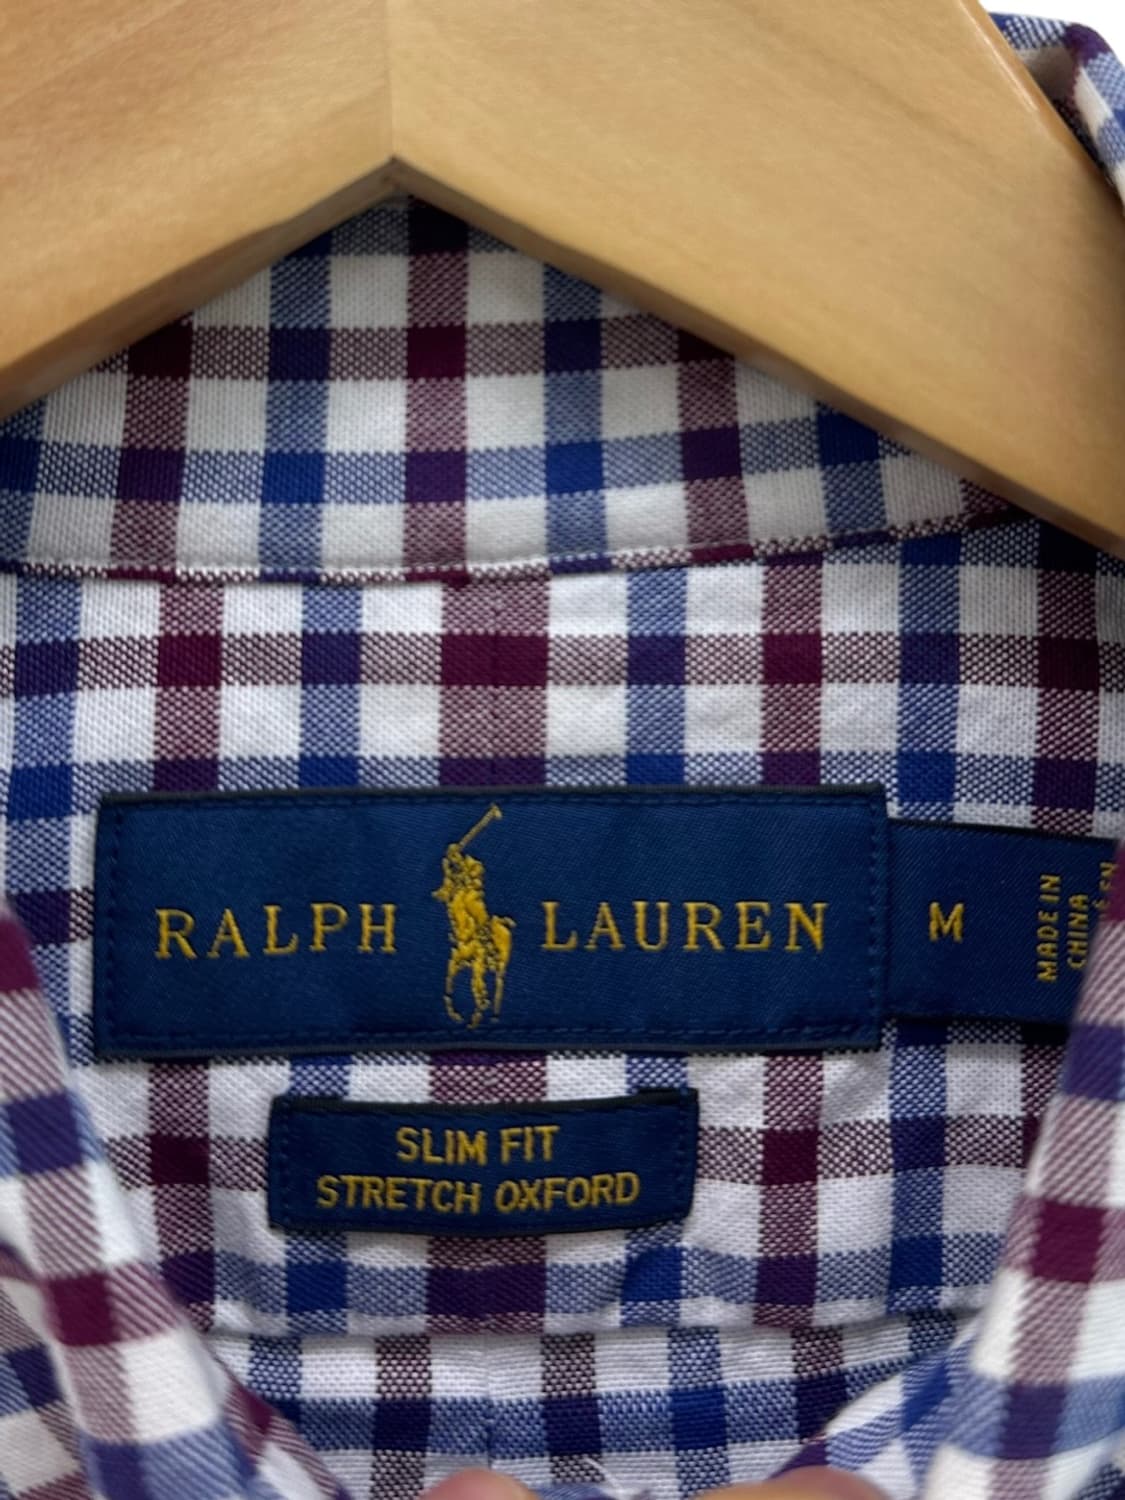 RALPH LAUREN
M
MADE IN
CHINA
SLIM FIT
STRETCH OXFORD